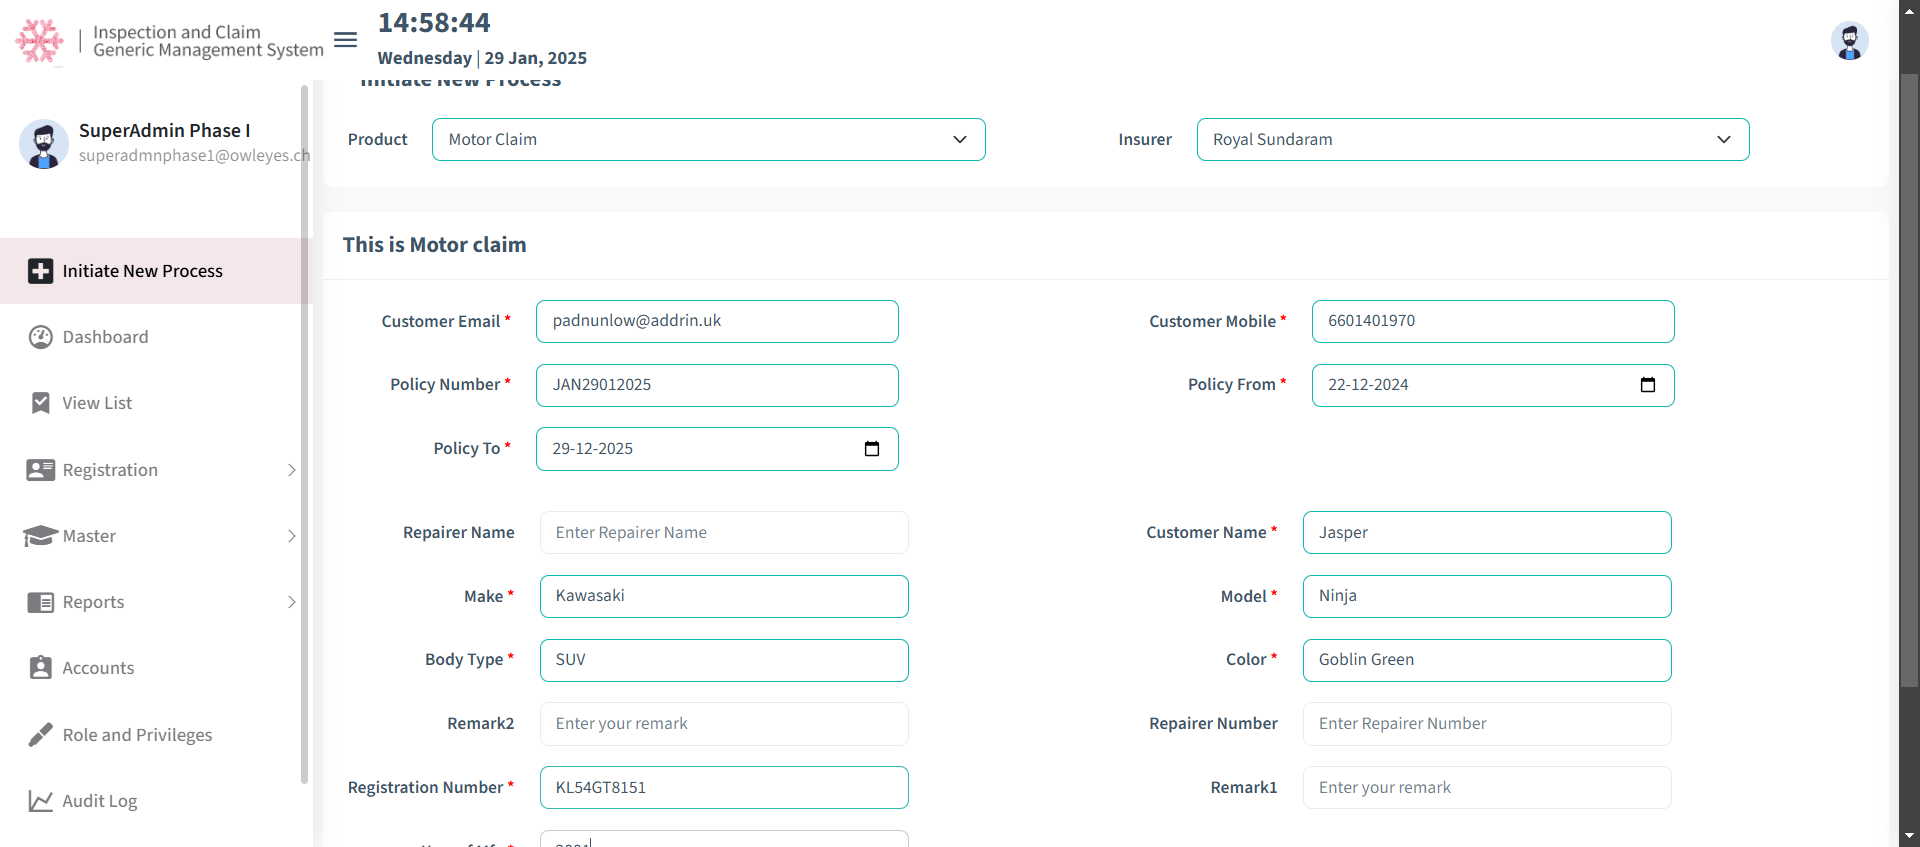 Inspection and Claim
Generic Management System
14:58:44
Wednesday | 29 Jan, 2025
SuperAdmin Phase I
superadmnphase1@owleyes.ch
Initiate New Process
Dashboard
View List
Registration
Master
Reports
Accounts
Role and Privileges
Audit Log
Initiate New Process
Product Motor Claim Insurer Royal Sundaram
This is Motor claim
Customer Email * padnunlow@addrin.uk Customer Mobile * 6601401970
Policy Number * JAN29012025 Policy From * 22-12-2024
Policy To * 29-12-2025
Repairer Name Enter Repairer Name Customer Name * Jasper
Make * Kawasaki Model * Ninja
Body Type * SUV Color * Goblin Green
Remark2 Enter your remark Repairer Number Enter Repairer Number
Registration Number * KL54GT8151 Remark1 Enter your remark